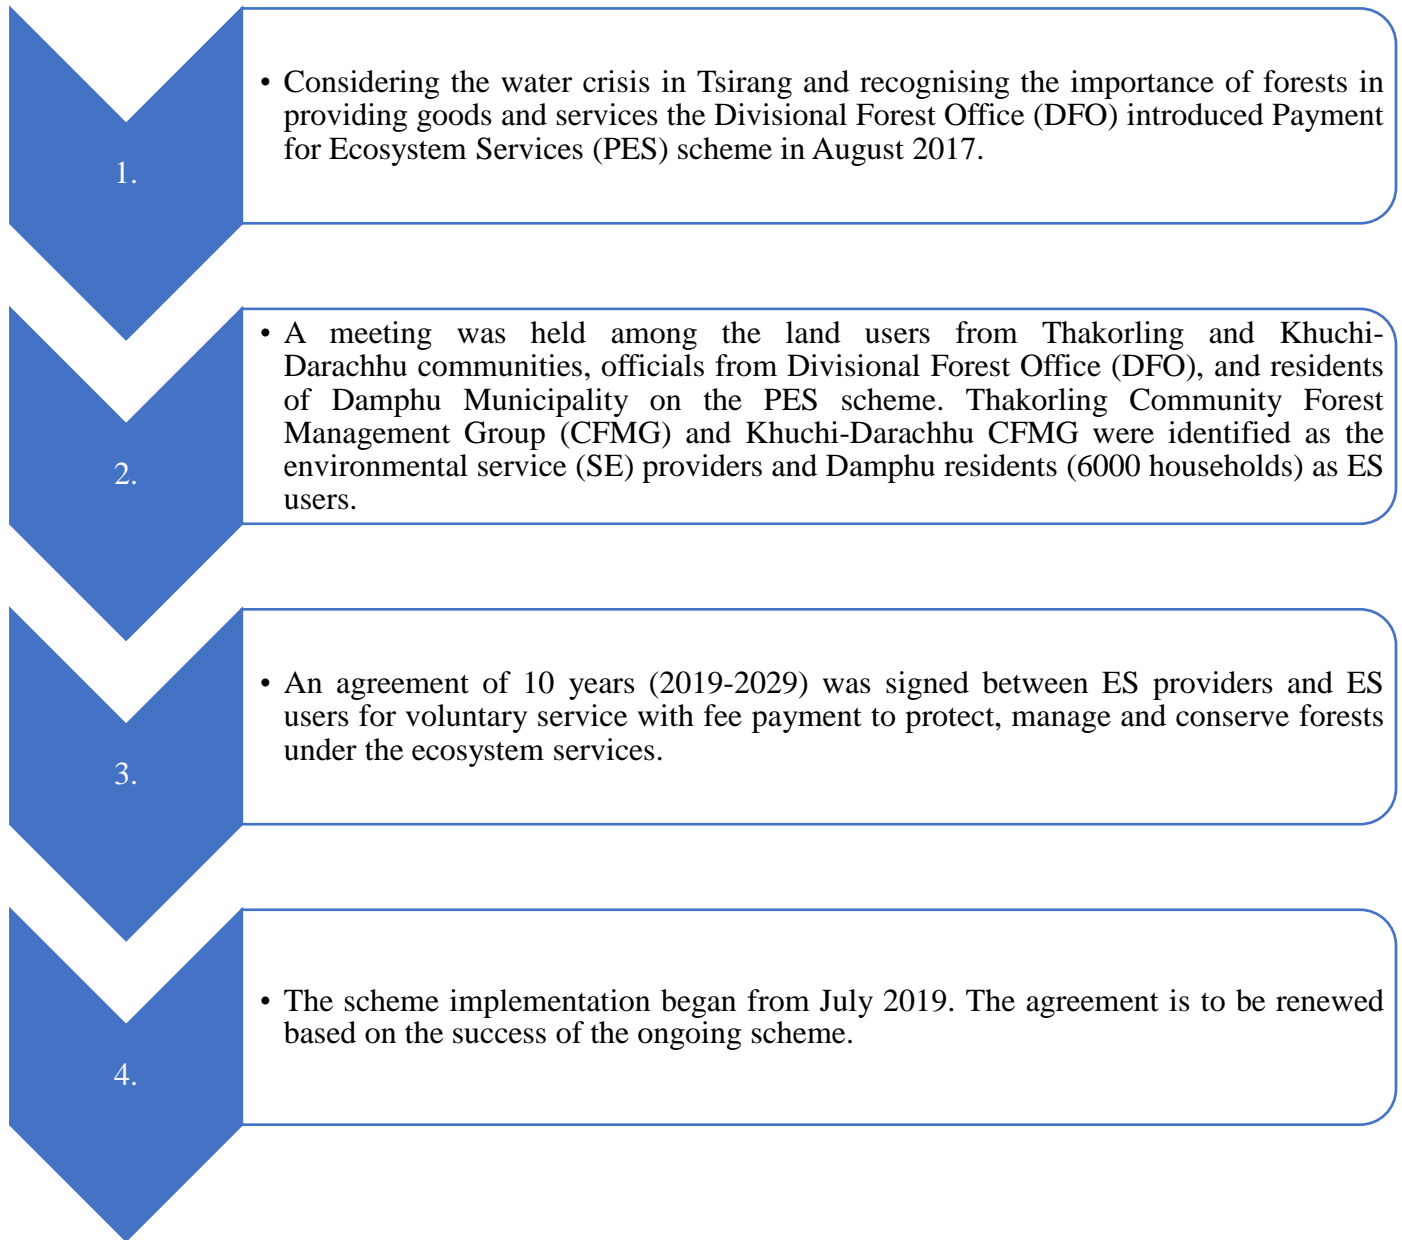 1.
• Considering the water crisis in Tsirang and recognising the importance of forests in
providing goods and services the Divisional Forest Office (DFO) introduced Payment
for Ecosystem Services (PES) scheme in August 2017.
2.
• A meeting was held among the land users from Thakorling and Khuchi-
Darachhu communities, officials from Divisional Forest Office (DFO), and residents
of Damphu Municipality on the PES scheme. Thakorling Community Forest
Management Group (CFMG) and Khuchi-Darachhu CFMG were identified as the
environmental service (SE) providers and Damphu residents (6000 households) as ES
users.
3.
• An agreement of 10 years (2019-2029) was signed between ES providers and ES
users for voluntary service with fee payment to protect, manage and conserve forests
under the ecosystem services.
4.
• The scheme implementation began from July 2019. The agreement is to be renewed
based on the success of the ongoing scheme.